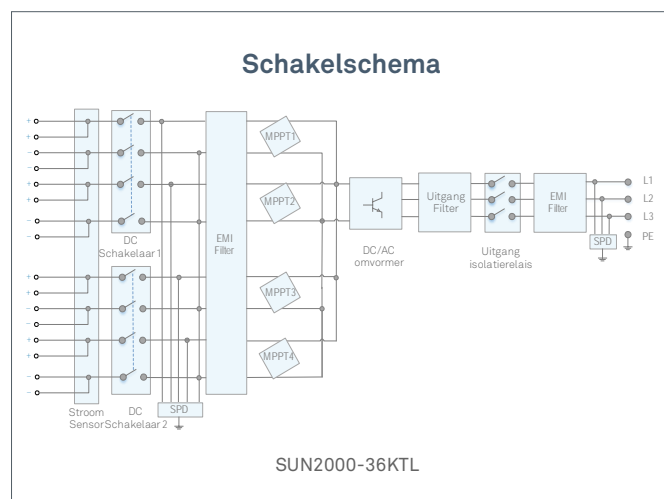 Schakelschema
+
+
−
−
+
+
−
−
+
+
−
−
+
+
−
−
DC
Schakelaar 1
Stroom
Sensor
DC
Schakelaar 2
SPD
EMI
Filter
MPPT1
MPPT2
MPPT3
MPPT4
DC/AC
omvormer
Uitgang
Filter
Uitgang
isolatierelais
EMI
Filter
SPD
L1
L2
L3
PE
SUN2000-36KTL